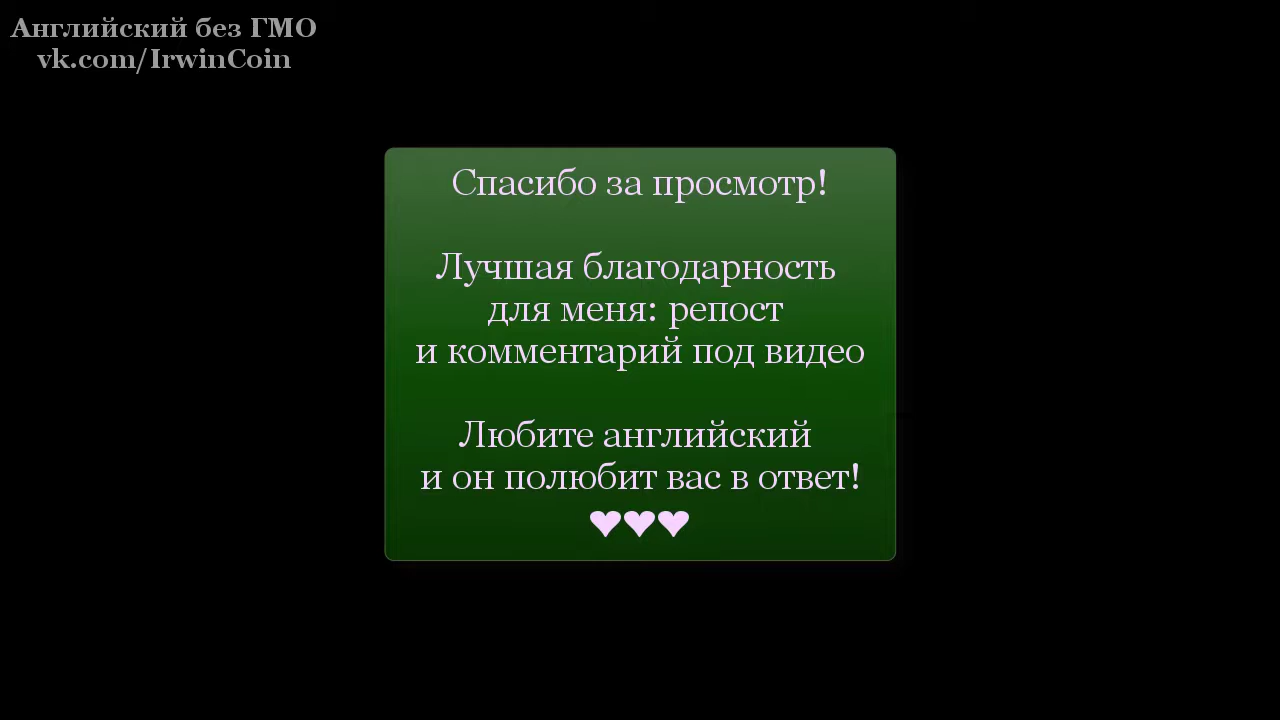 Английский без ГМО
vk.com/IrwinCoin
Спасибо за просмотр!
Лучшая благодарность
для меня: репост
и комментарий под видео
Любите английский
и он полюбит вас в ответ!
♥♥♥